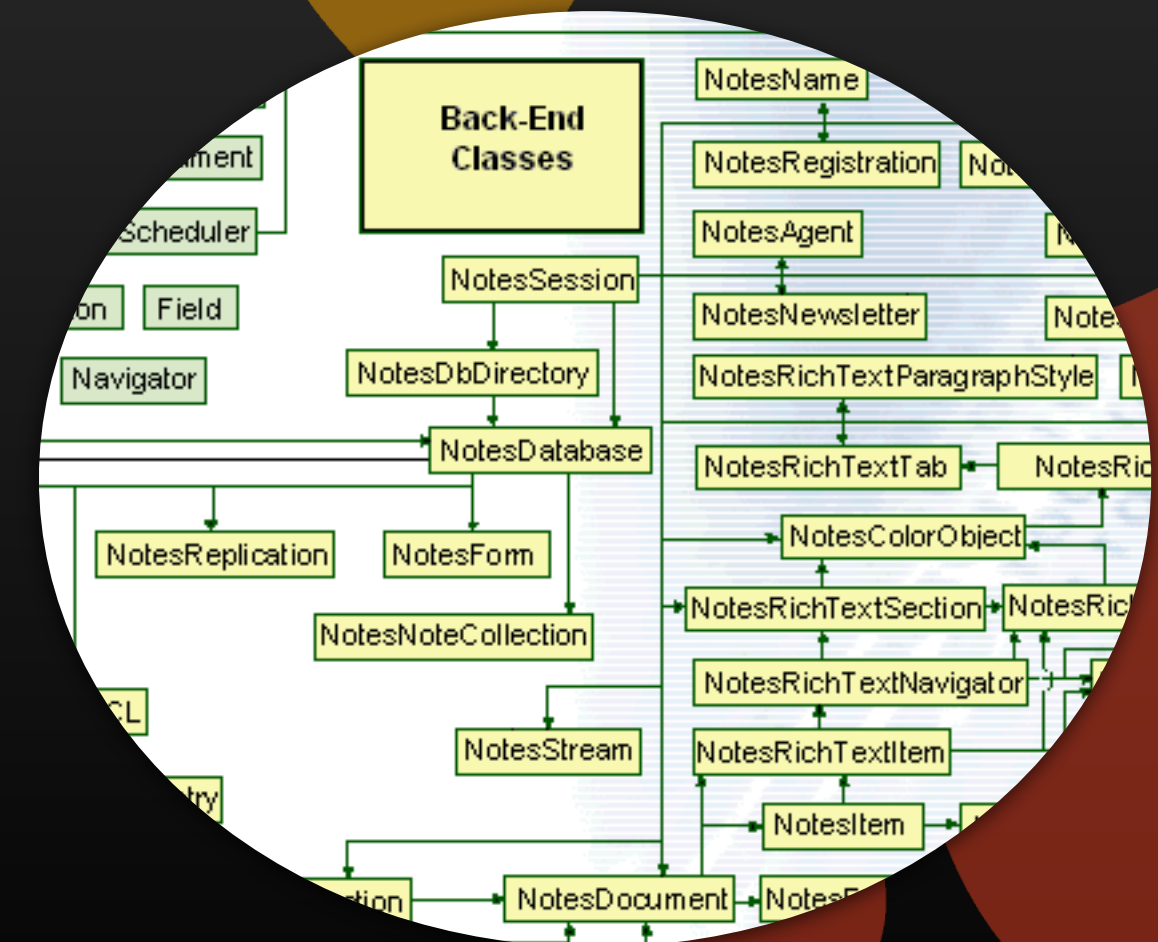 Back-End
Classes
NotesName
NotesRegistration
Scheduler
NotesAgent
NotesSession
Field
NotesNewsletter
Navigator
NotesDbDirectory
NotesRichTextParagraphStyle
NotesDatabase
NotesRichTextTab
NotesColorObject
NotesReplication
NotesForm
NotesRichTextSection
NotesNoteCollection
NotesRichTextNavigator
NotesStream
NotesRichTextItem
NotesItem
NotesDocument